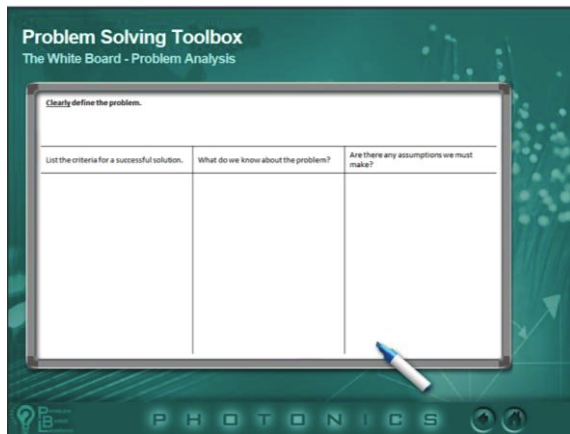 Problem Solving Toolbox
The White Board - Problem Analysis
Clearly define the problem.
List the criteria for a successful solution.
What do we know about the problem?
Are there any assumptions we must
make?
PHOTONICS